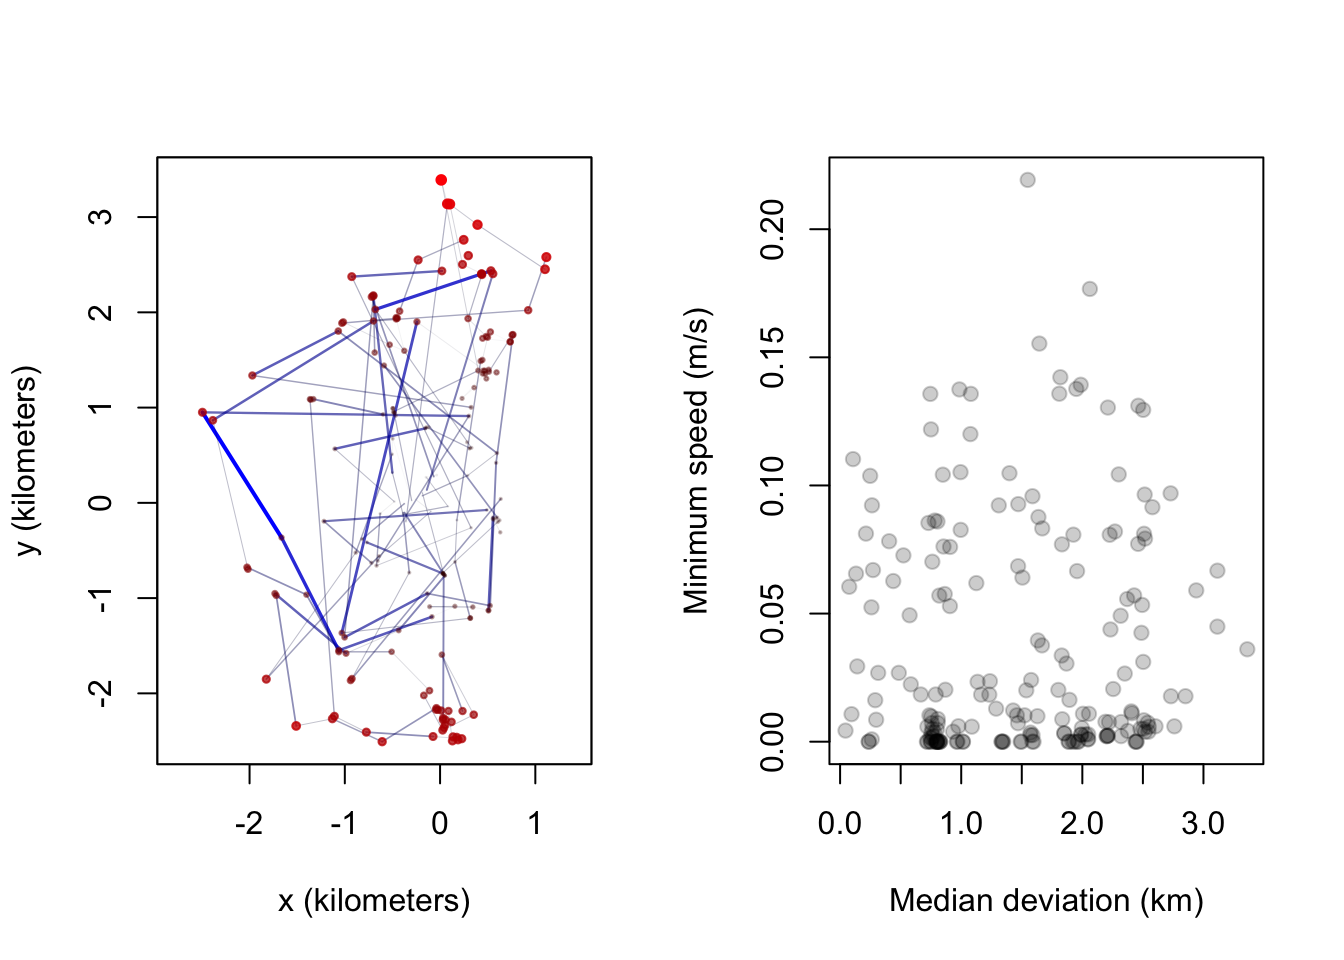 y (kilometers)
3
2
1
0
-1
-2
-2 -1 0 1
x (kilometers)
Minimum speed (m/s)
0.20
0.15
0.10
0.05
0.00
0.0 1.0 2.0 3.0
Median deviation (km)